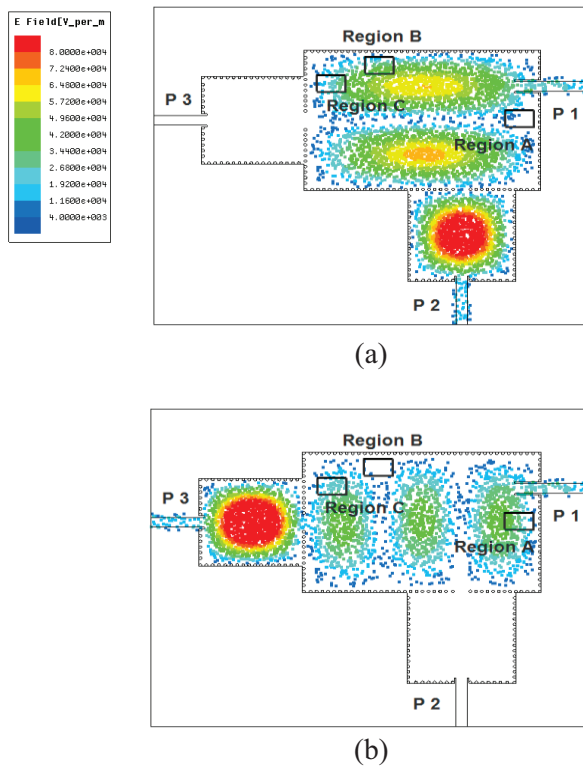 E Field[V_per_m
8.0000e+004
7.2400e+004
6.4800e+004
5.7200e+004
4.9600e+004
4.2000e+004
3.4400e+004
2.6800e+004
1.9200e+004
1.1600e+004
4.0000e+003
Region B
P 3
Region C
P 1
Region A
P 2
(a)
Region B
P 3
Region C
P 1
Region A
P 2
(b)